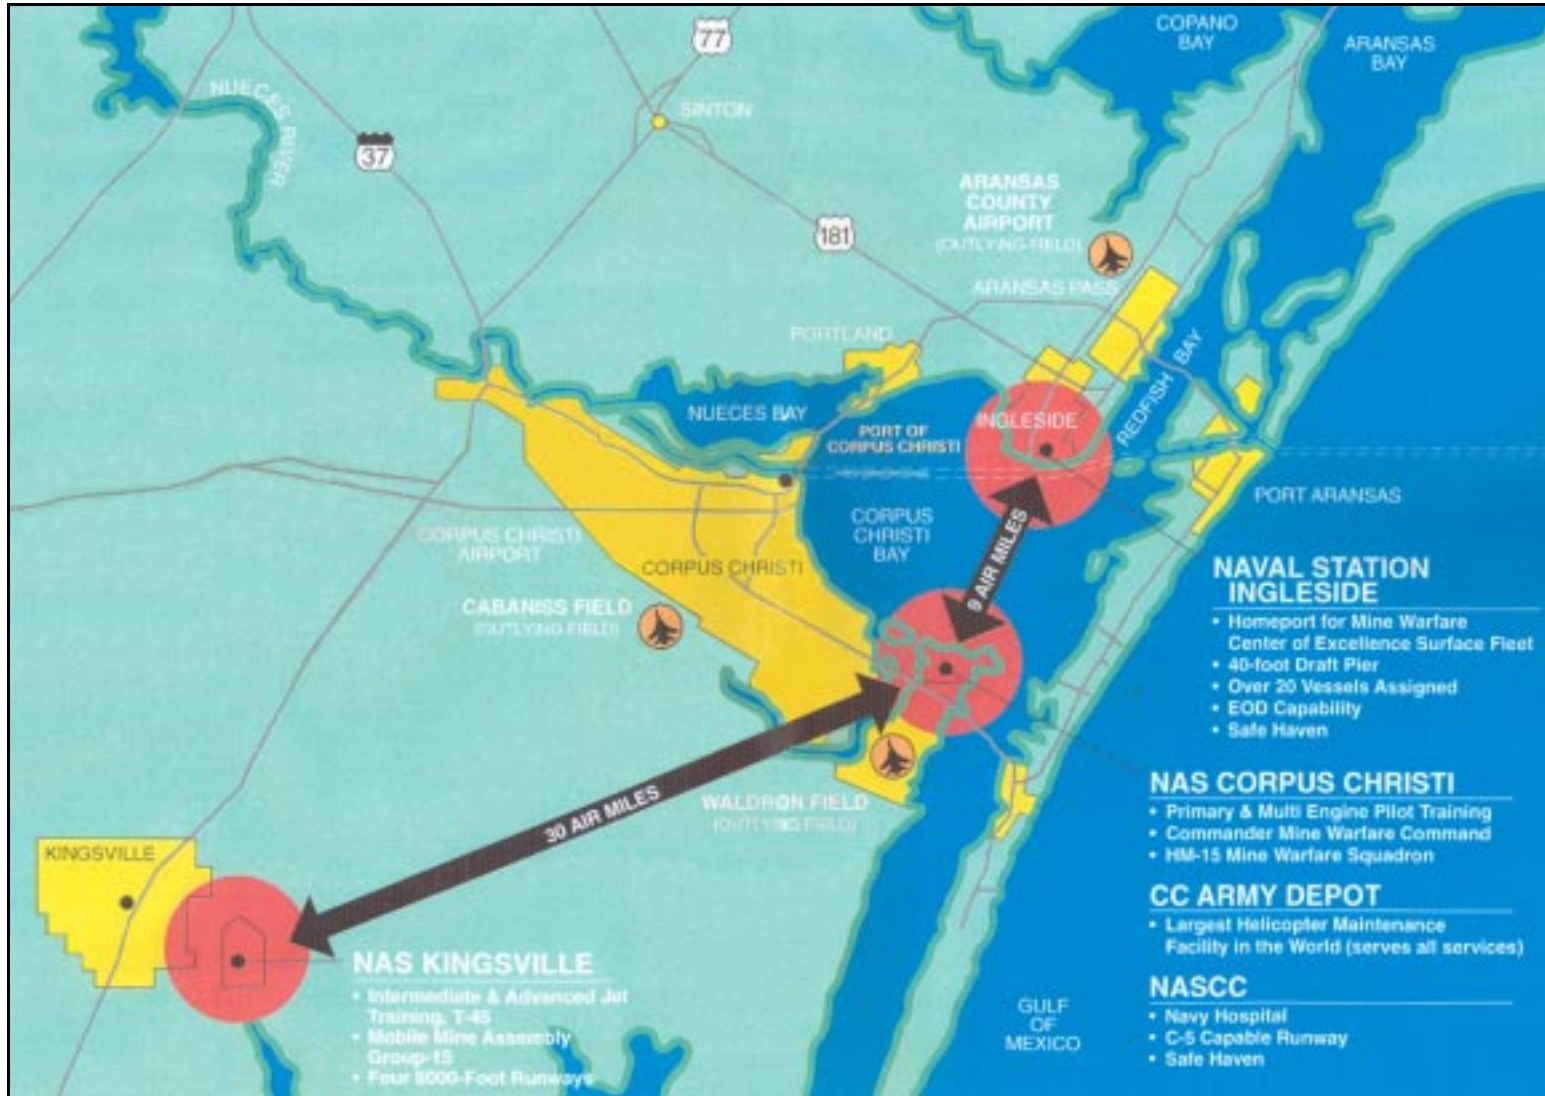 COPANO
BAY
ARANSAS
BAY
77
NUECES RIVER
SINTON
37
181
ARANSAS
COUNTY
AIRPORT
(OUTLYING FIELD)
ARANSAS PASS
PORTLAND
REDFISH BAY
NUECES BAY
PORT OF
CORPUS CHRISTI
INGLESIDE
PORT ARANSAS
CORPUS
CHRISTI
BAY
CORPUS CHRISTI
AIRPORT
CORPUS CHRISTI
9 AIR MILES
CABANISS FIELD
(OUTLYING FIELD)
NAVAL STATION
INGLESIDE
• Homeport for Mine Warfare
Center of Excellence Surface Fleet
• 40-foot Draft Pier
• Over 20 Vessels Assigned
• EOD Capability
• Safe Haven
WALDRON FIELD
(OUTLYING FIELD)
30 AIR MILES
NAS CORPUS CHRISTI
• Primary & Multi Engine Pilot Training
• Commander Mine Warfare Command
• HM-15 Mine Warfare Squadron
KINGSVILLE
CC ARMY DEPOT
• Largest Helicopter Maintenance
Facility in the World (serves all services)
NAS KINGSVILLE
• Intermediate & Advanced Jet
Training, T-45
• Mobile Mine Assembly
Group-15
• Four 8000-Foot Runways
NASCC
• Navy Hospital
• C-5 Capable Runway
• Safe Haven
GULF
OF
MEXICO